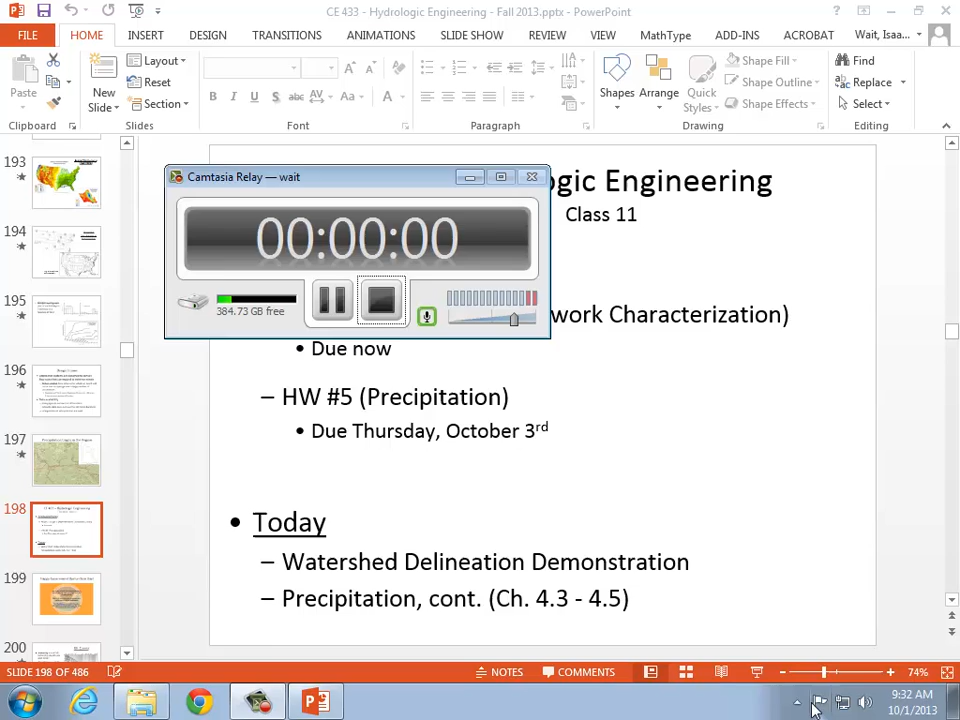 CE 433 - Hydrologic Engineering - Fall 2013.pptx - PowerPoint
FILE HOME INSERT DESIGN TRANSITIONS ANIMATIONS SLIDE SHOW REVIEW VIEW MathType ADD-INS ACROBAT Wait, Isaa...
Paste
New
Slide
Layout
Reset
Section
B I U S abc AV Aa A
Shapes Arrange Quick
Styles
Shape Fill
Shape Outline
Shape Effects
Find
Replace
Select
Clipboard Slides Font Paragraph Drawing Editing
193
194
195
196
197
198
199
200
Camtasia Relay — wait
00:00:00
384.73 GB free
ogic Engineering
Class 11
work Characterization)
• Due now
– HW #5 (Precipitation)
• Due Thursday, October 3rd
• Today
– Watershed Delineation Demonstration
– Precipitation, cont. (Ch. 4.3 - 4.5)
SLIDE 198 OF 486 NOTES COMMENTS 74%
9:32 AM
10/1/2013